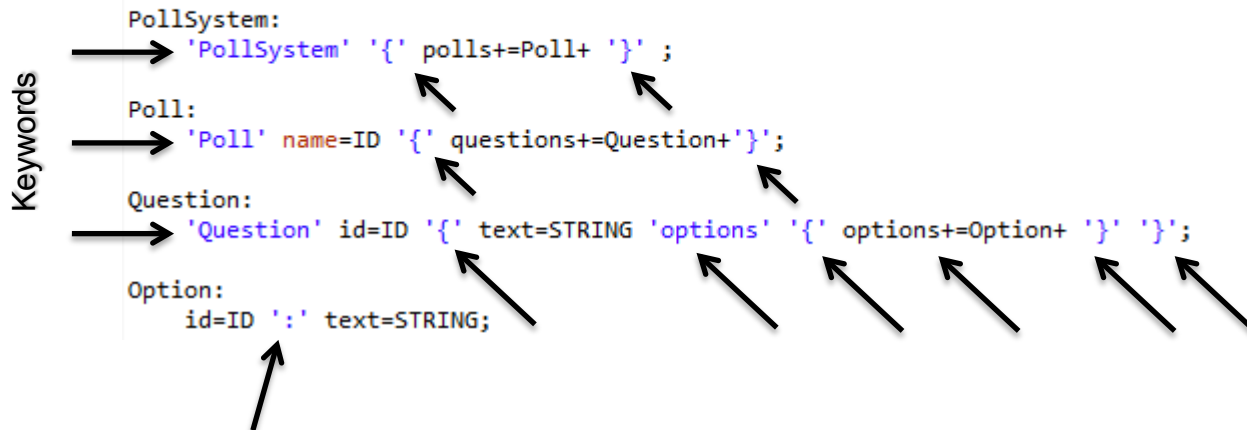 Keywords
PollSystem:
'PollSystem' '{' polls+=Poll+ '}' ;
Poll:
'Poll' name=ID '{' questions+=Question+'}';
Question:
'Question' id=ID '{' text=STRING 'options' '{' options+=Option+ '}' '}';
Option:
id=ID ':' text=STRING;